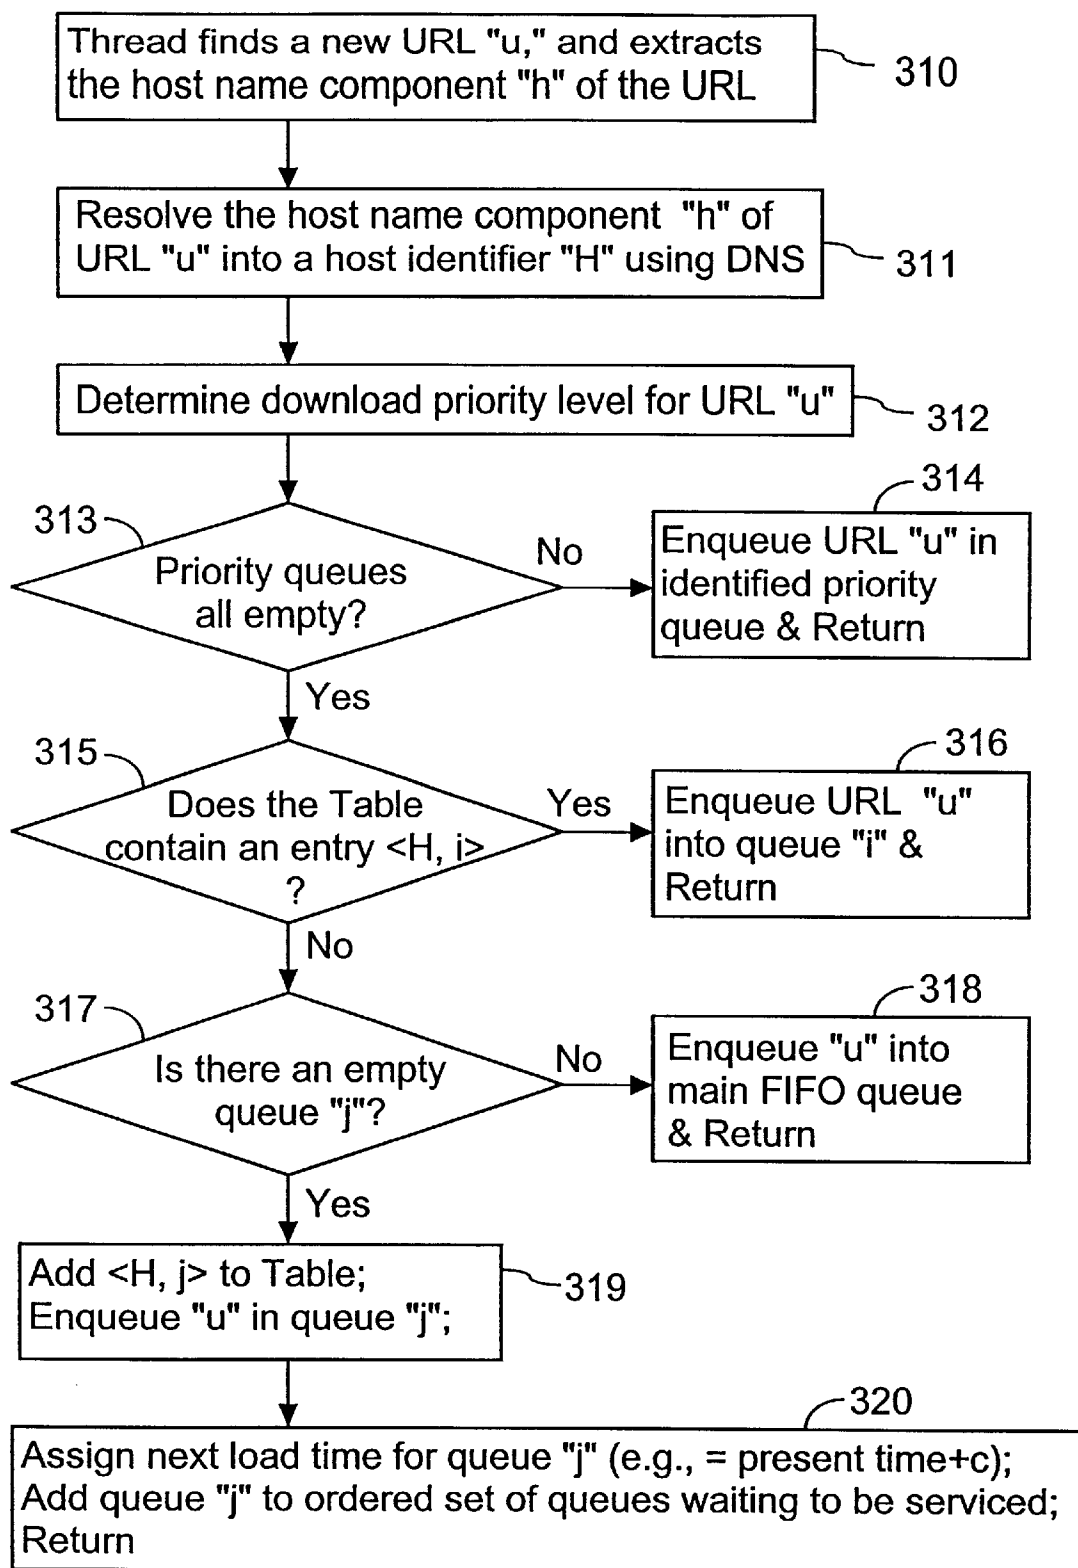 Thread finds a new URL "u," and extracts
the host name component "h" of the URL
310
Resolve the host name component "h" of
URL "u" into a host identifier "H" using DNS
311
Determine download priority level for URL "u"
312
313
Priority queues
all empty?
No
314
Enqueue URL "u" in
identified priority
queue & Return
Yes
315
Does the Table
contain an entry <H, i>
?
Yes
316
Enqueue URL "u"
into queue "i" &
Return
No
317
Is there an empty
queue "j"?
No
318
Enqueue "u" into
main FIFO queue
& Return
Yes
Add <H, j> to Table;
Enqueue "u" in queue "j";
319
320
Assign next load time for queue "j" (e.g., = present time+c);
Add queue "j" to ordered set of queues waiting to be serviced;
Return